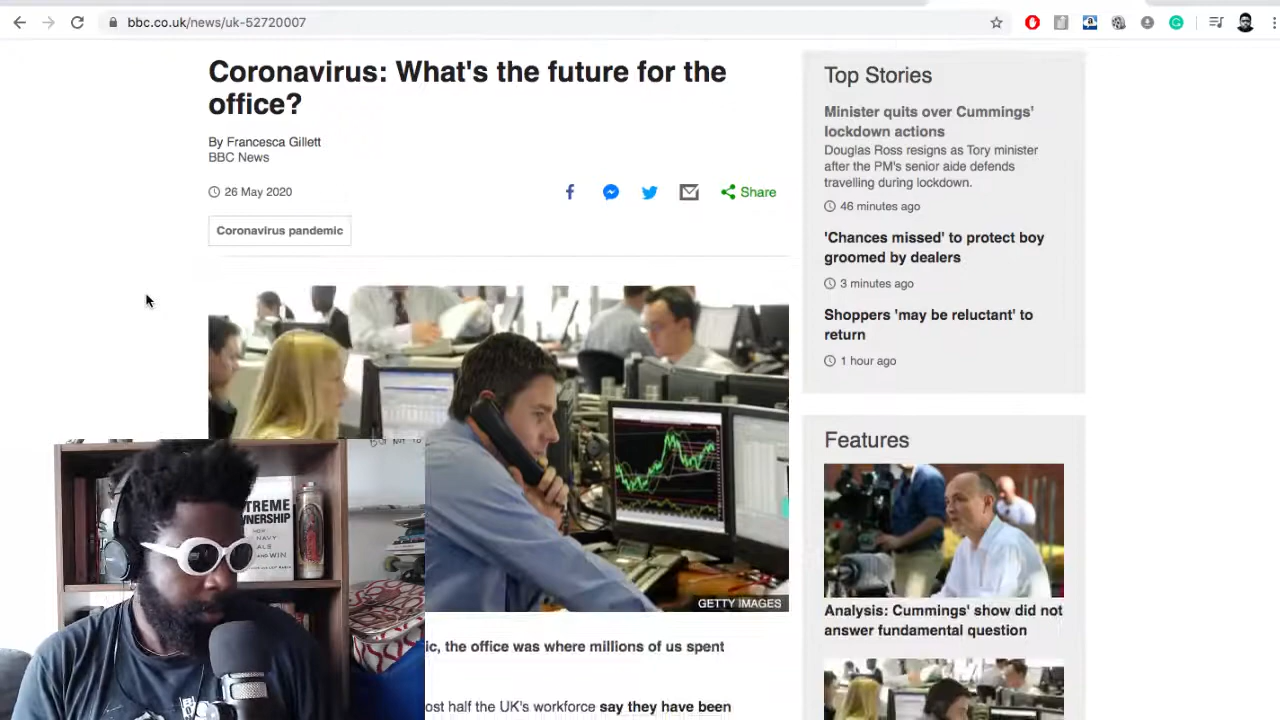 bbc.co.uk/news/uk-52720007
Coronavirus: What's the future for the
office?
By Francesca Gillett
BBC News
26 May 2020
Share
Coronavirus pandemic
GETTY IMAGES
ic, the office was where millions of us spent
ost half the UK's workforce say they have been
Top Stories
Minister quits over Cummings'
lockdown actions
Douglas Ross resigns as Tory minister
after the PM's senior aide defends
travelling during lockdown.
46 minutes ago
'Chances missed' to protect boy
groomed by dealers
3 minutes ago
Shoppers 'may be reluctant' to
return
1 hour ago
Features
Analysis: Cummings' show did not
answer fundamental question
TREME
WNERSHIP
NAVY
AND WIN